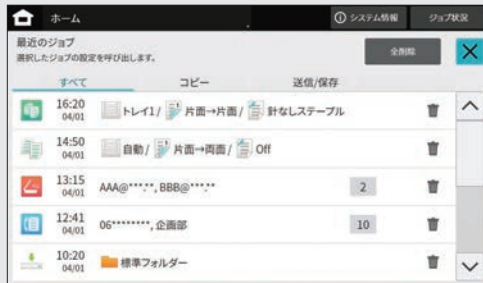 ホーム
システム情報
ジョブ状況
最近のジョブ
選択したジョブの設定を呼び出します。
全削除
すべて
コピー
送信/保存
16:20
04/01
トレイ1/ 片面→片面/ 針なしステープル
14:50
04/01
自動/ 片面→両面/ Off
13:15
04/01
AAA@***.**, BBB@***.**
2
12:41
04/01
06********, 企画部
10
10:20
04/01
標準フォルダー